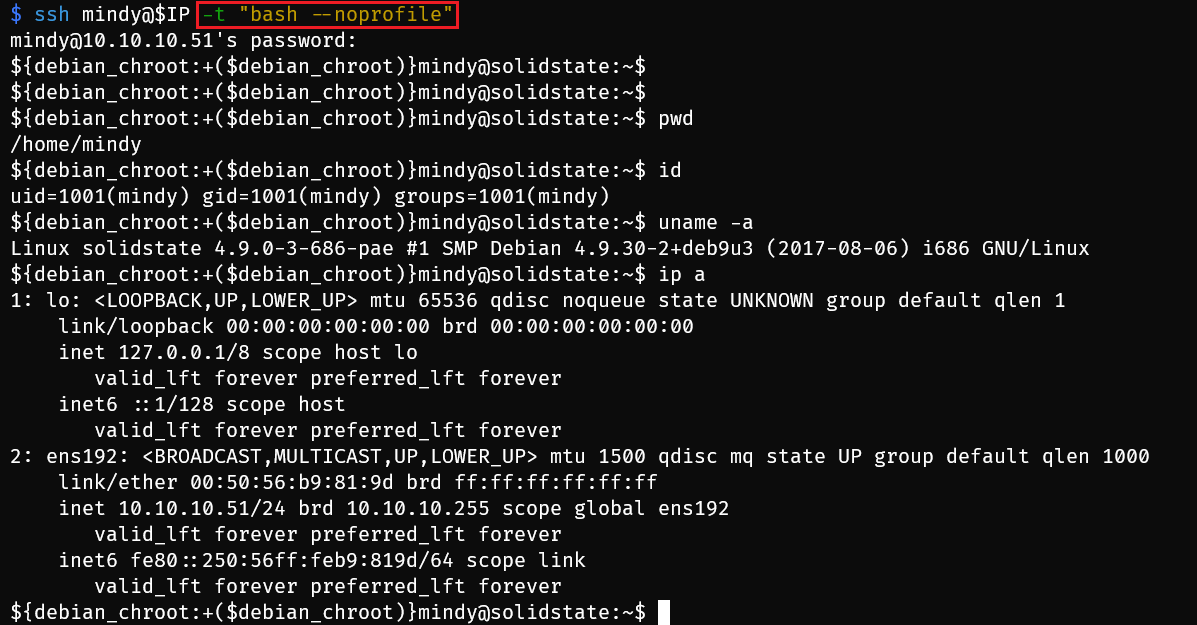 $ ssh mindy@$IP -t "bash --noprofile"
mindy@10.10.10.51's password:
${debian_chroot:+($debian_chroot)}mindy@solidstate:~$
${debian_chroot:+($debian_chroot)}mindy@solidstate:~$
${debian_chroot:+($debian_chroot)}mindy@solidstate:~$ pwd
/home/mindy
${debian_chroot:+($debian_chroot)}mindy@solidstate:~$ id
uid=1001(mindy) gid=1001(mindy) groups=1001(mindy)
${debian_chroot:+($debian_chroot)}mindy@solidstate:~$ uname -a
Linux solidstate 4.9.0-3-686-pae #1 SMP Debian 4.9.30-2+deb9u3 (2017-08-06) i686 GNU/Linux
${debian_chroot:+($debian_chroot)}mindy@solidstate:~$ ip a
1: lo: <LOOPBACK,UP,LOWER_UP> mtu 65536 qdisc noqueue state UNKNOWN group default qlen 1
    link/loopback 00:00:00:00:00:00 brd 00:00:00:00:00:00
    inet 127.0.0.1/8 scope host lo
       valid_lft forever preferred_lft forever
    inet6 ::1/128 scope host
       valid_lft forever preferred_lft forever
2: ens192: <BROADCAST,MULTICAST,UP,LOWER_UP> mtu 1500 qdisc mq state UP group default qlen 1000
    link/ether 00:50:56:b9:81:9d brd ff:ff:ff:ff:ff:ff
    inet 10.10.10.51/24 brd 10.10.10.255 scope global ens192
       valid_lft forever preferred_lft forever
    inet6 fe80::250:56ff:feb9:819d/64 scope link
       valid_lft forever preferred_lft forever
${debian_chroot:+($debian_chroot)}mindy@solidstate:~$